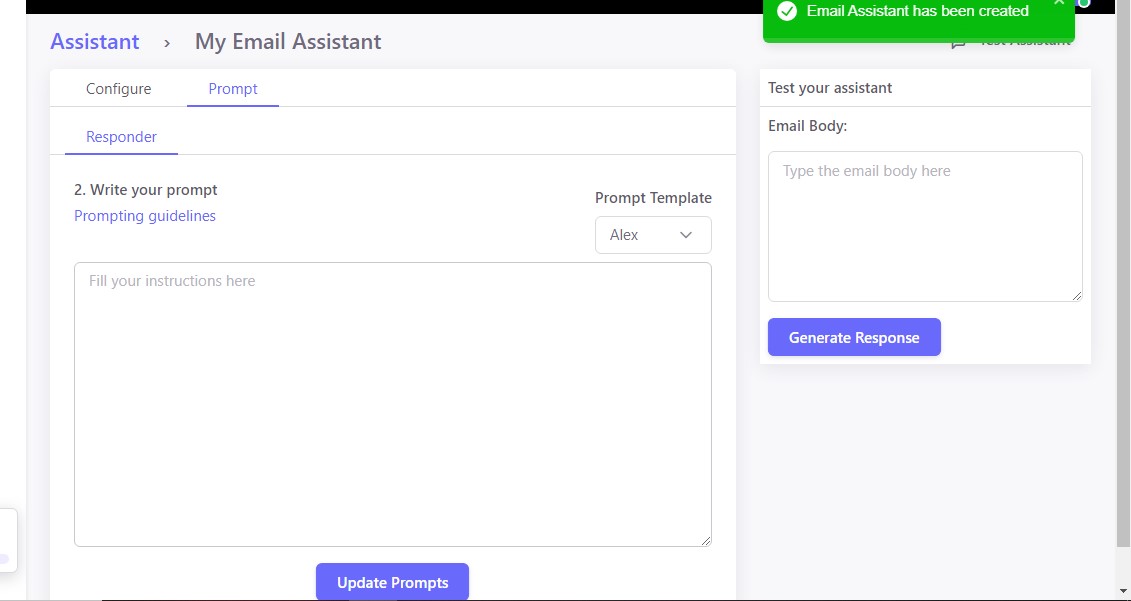 Email Assistant has been created
Assistant › My Email Assistant
Test Assistant
Configure Prompt
Responder
2. Write your prompt
Prompting guidelines
Prompt Template
Alex
Fill your instructions here
Update Prompts
Test your assistant
Email Body:
Type the email body here
Generate Response